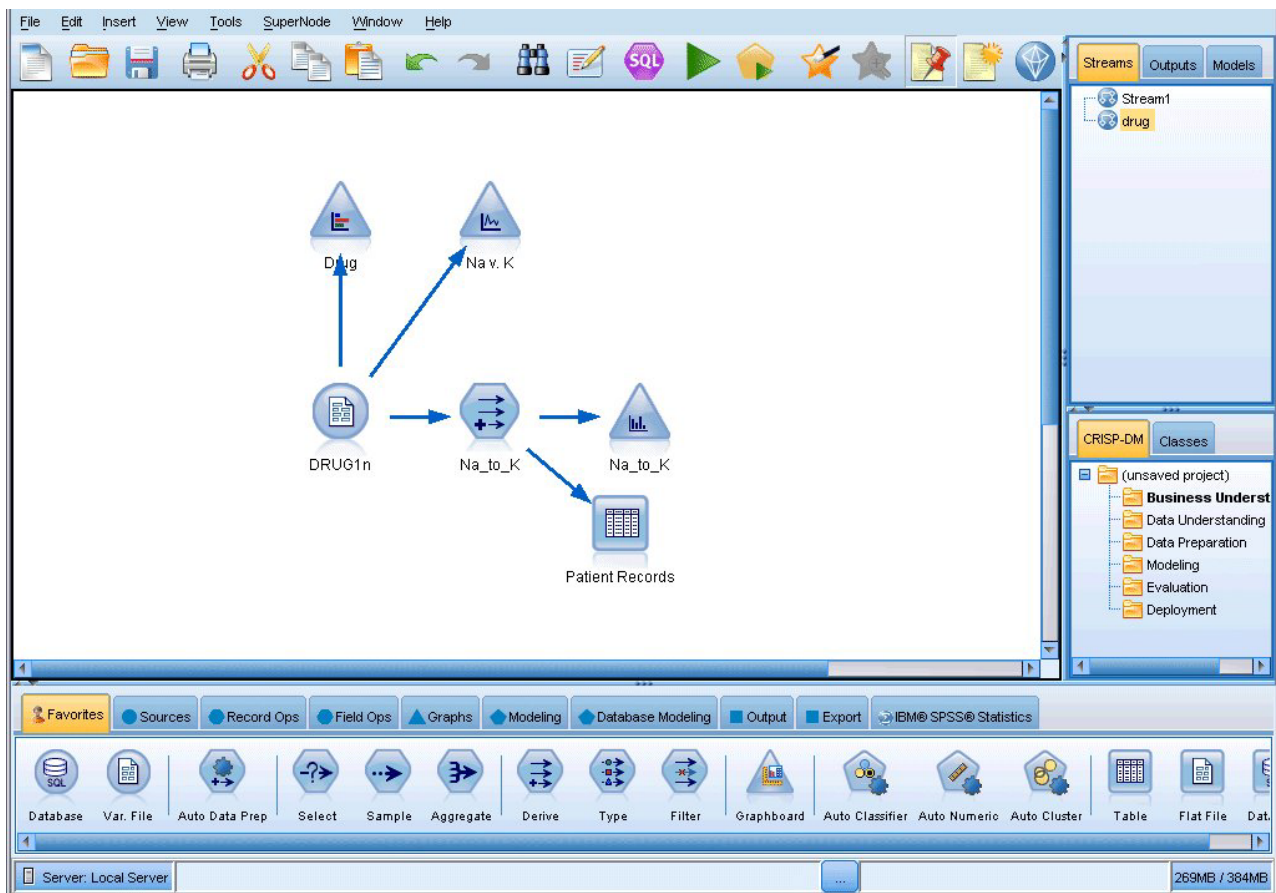 File Edit Insert View Tools SuperNode Window Help
SQL
Streams Outputs Models
Stream1
drug
Drug
Na v. K
DRUG1n
Na_to_K
Na_to_K
Patient Records
CRISP-DM Classes
(unsaved project)
Business Underst
Data Understanding
Data Preparation
Modeling
Evaluation
Deployment
Favorites Sources Record Ops Field Ops Graphs Modeling Database Modeling Output Export IBM® SPSS® Statistics
SQL
Database Var. File Auto Data Prep Select Sample Aggregate Derive Type Filter Graphboard Auto Classifier Auto Numeric Auto Cluster Table Flat File Dat
Server: Local Server ... 269MB / 384MB